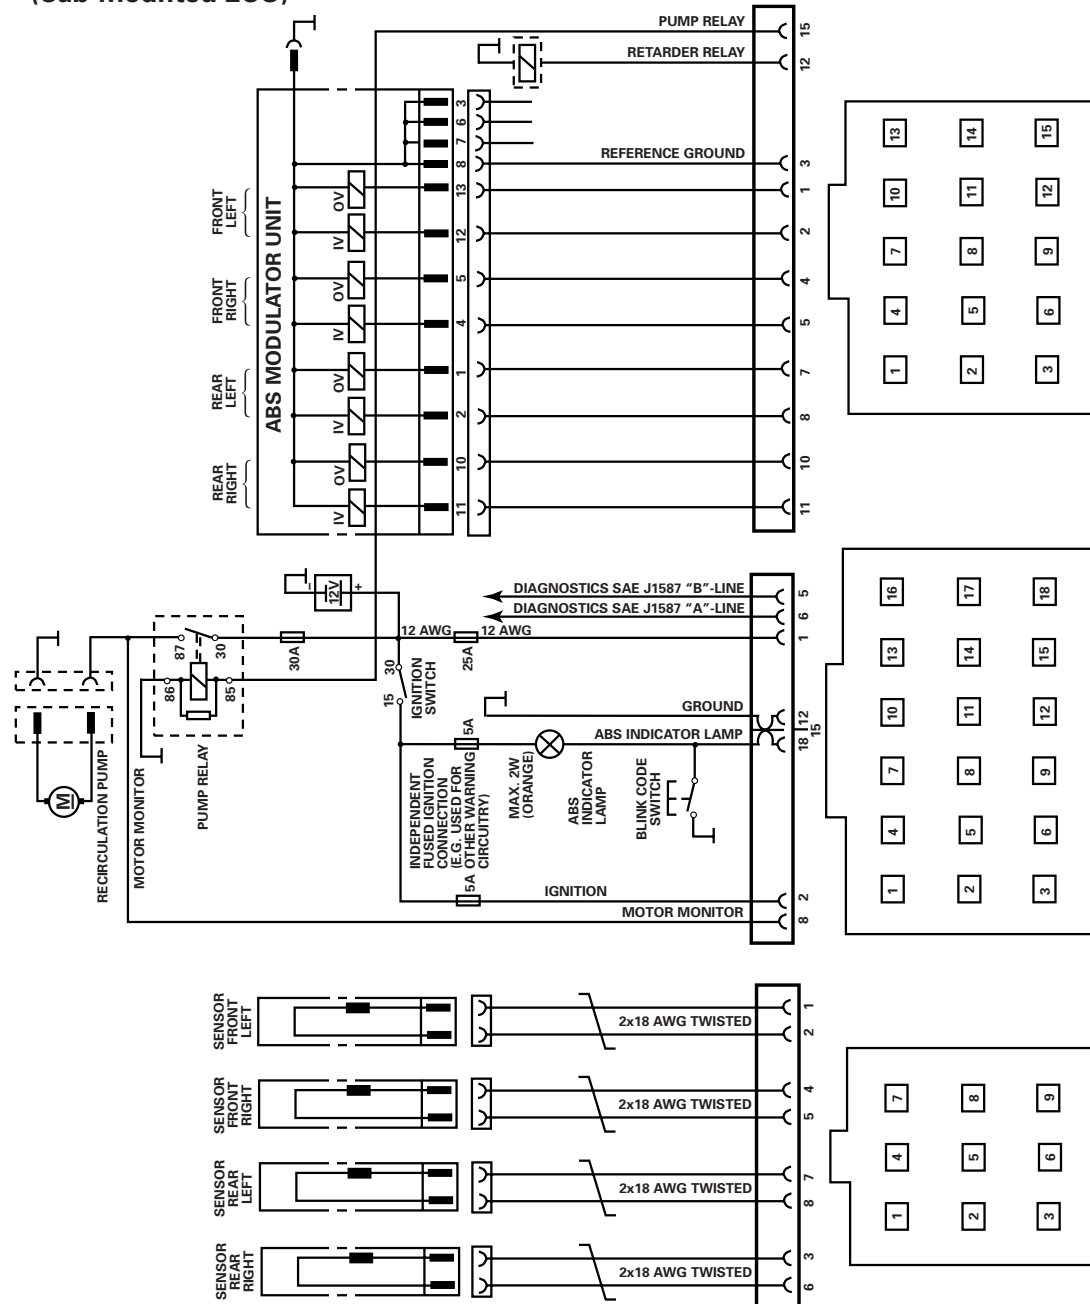 (Cab-mounted ECU)
PUMP RELAY
15
RETARDER RELAY
12
3
6
7
8
REFERENCE GROUND
3
FRONT
LEFT
FRONT
RIGHT
REAR
LEFT
REAR
RIGHT
ABS MODULATOR UNIT
OV
IV
OV
IV
OV
IV
OV
IV
13
12
5
4
1
2
10
11
1
2
4
5
7
8
10
11
13
14
15
10
11
12
7
8
9
4
5
6
1
2
3
12V
–
+
DIAGNOSTICS SAE J1587 "B"-LINE
5
DIAGNOSTICS SAE J1587 "A"-LINE
6
12 AWG
12 AWG
1
87
30
30A
25A
86
85
30
15
IGNITION
SWITCH
GROUND
12
15
ABS INDICATOR LAMP
18
5A
M
RECIRCULATION PUMP
MOTOR MONITOR
PUMP RELAY
INDEPENDENT
FUSED IGNITION
CONNECTION
(E.G. USED FOR
OTHER WARNING
CIRCUITRY)
MAX. 2W
(ORANGE)
ABS
INDICATOR
LAMP
BLINK CODE
SWITCH
5A
IGNITION
2
MOTOR MONITOR
8
16
17
18
13
14
15
10
11
12
7
8
9
4
5
6
1
2
3
SENSOR
FRONT
LEFT
2x18 AWG TWISTED
1
2
SENSOR
FRONT
RIGHT
2x18 AWG TWISTED
4
5
SENSOR
REAR
LEFT
2x18 AWG TWISTED
7
8
SENSOR
REAR
RIGHT
2x18 AWG TWISTED
3
6
7
8
9
4
5
6
1
2
3